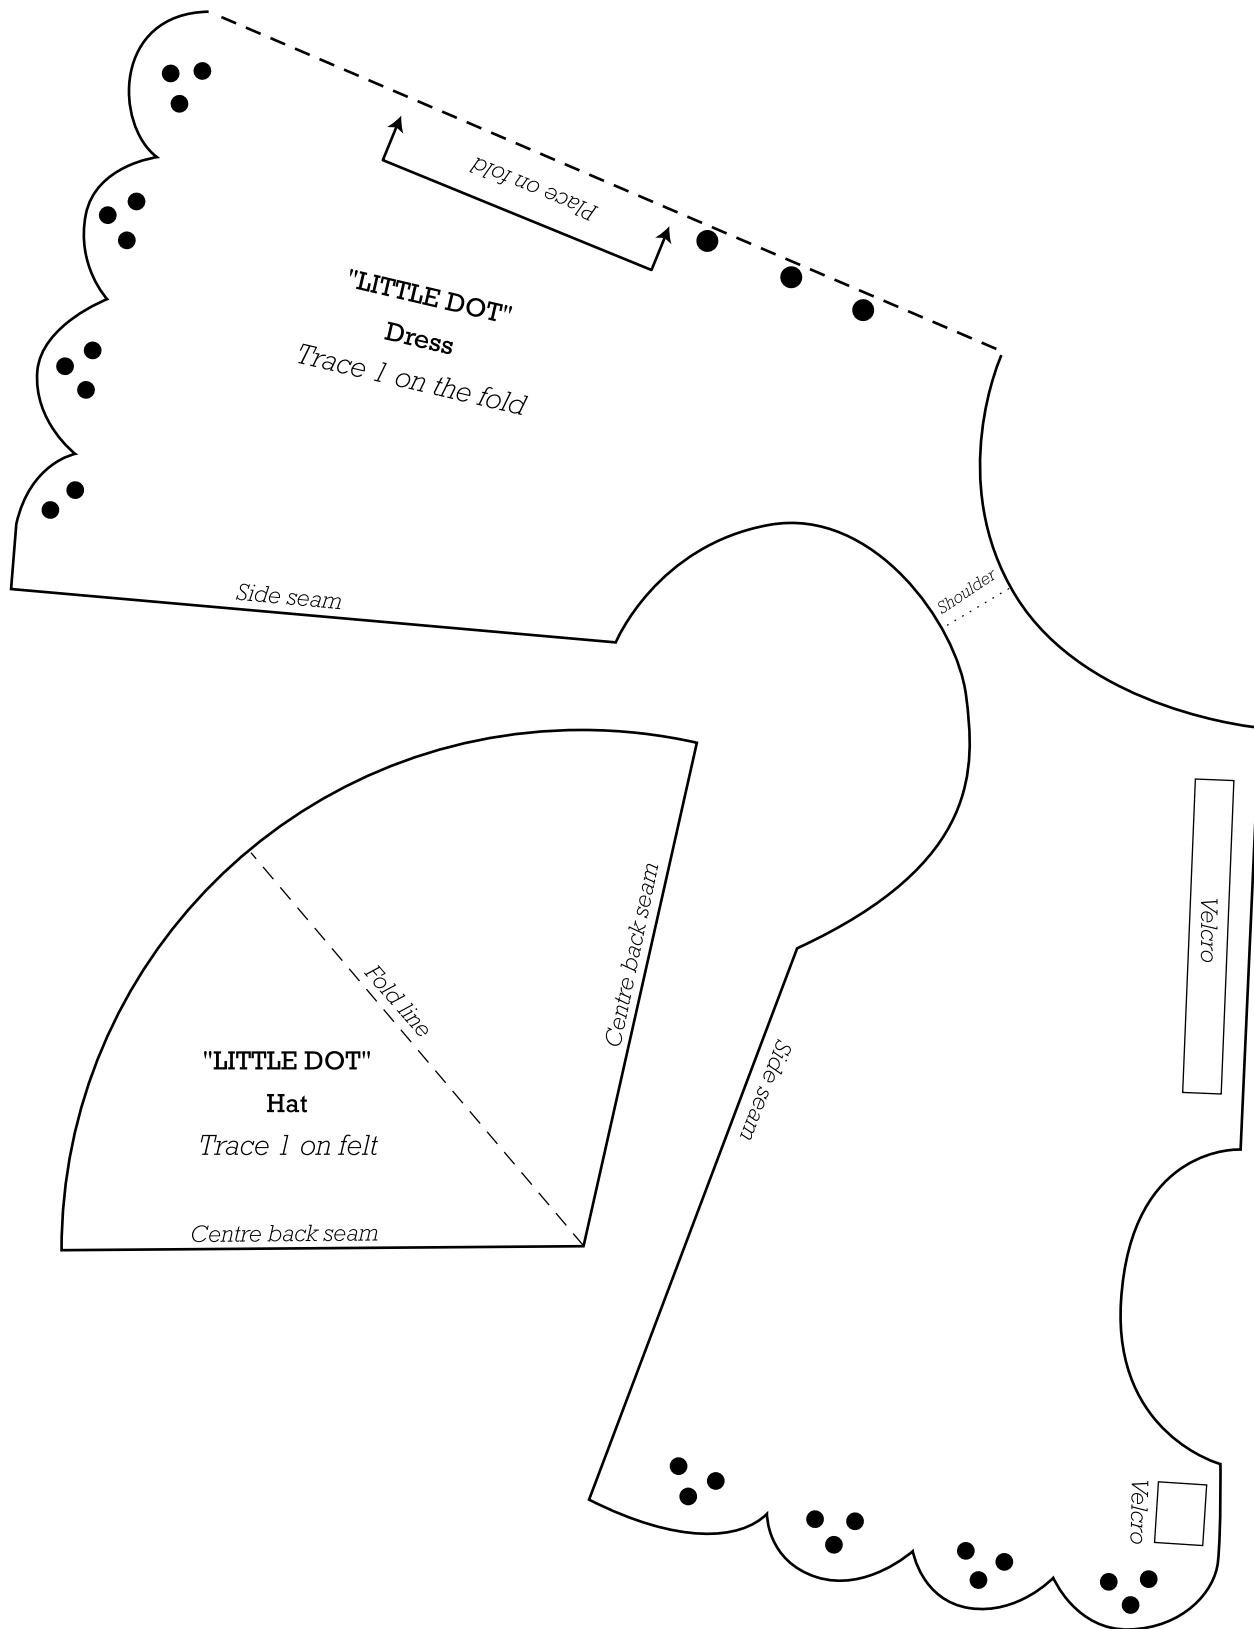 Place on fold
"LITTLE DOT"
Dress
Trace 1 on the fold
Side seam
Shoulder
Velcro
Centre back seam
Fold line
"LITTLE DOT"
Hat
Trace 1 on felt
Centre back seam
Side seam
Velcro